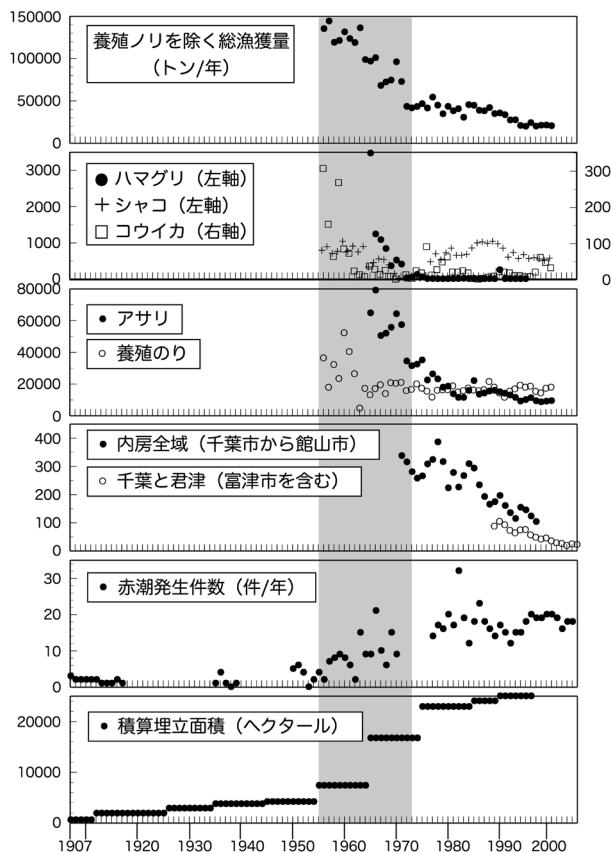 150000
100000
50000
0
養殖ノリを除く総漁獲量
（トン/年）
3000
2000
1000
0
ハマグリ（左軸）
シャコ（左軸）
コウイカ（右軸）
300
200
100
0
80000
60000
40000
20000
0
アサリ
養殖のり
400
300
200
100
0
内房全域（千葉市から館山市）
千葉と君津（富津市を含む）
30
20
10
0
赤潮発生件数（件/年）
20000
10000
0
積算埋立面積（ヘクタール）
1907 1920 1930 1940 1950 1960 1970 1980 1990 2000